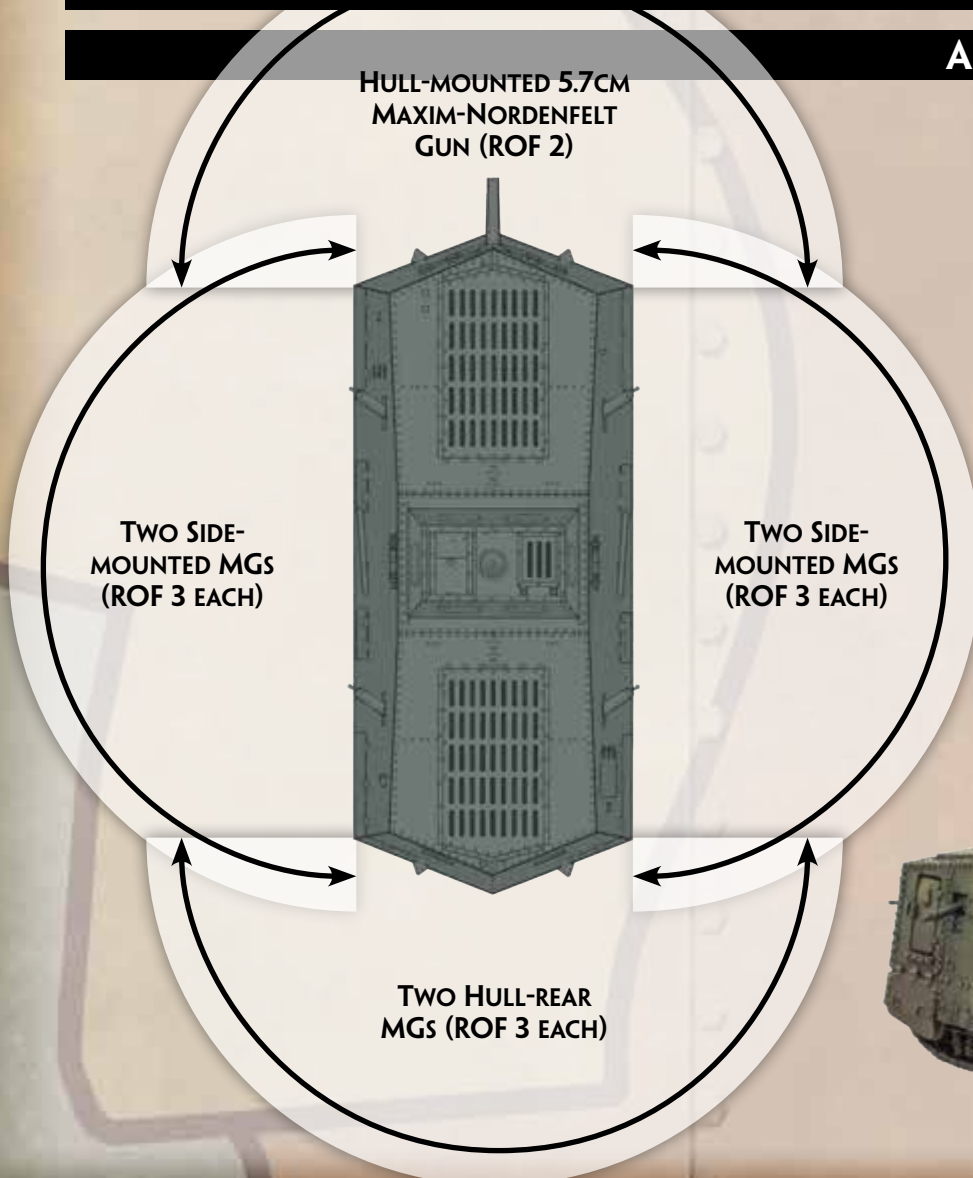 A
HULL-MOUNTED 5.7CM
MAXIM-NORDENFELT
GUN (ROF 2)
TWO SIDE-
MOUNTED MGS
(ROF 3 EACH)
TWO SIDE-
MOUNTED MGS
(ROF 3 EACH)
TWO HULL-REAR
MGS (ROF 3 EACH)